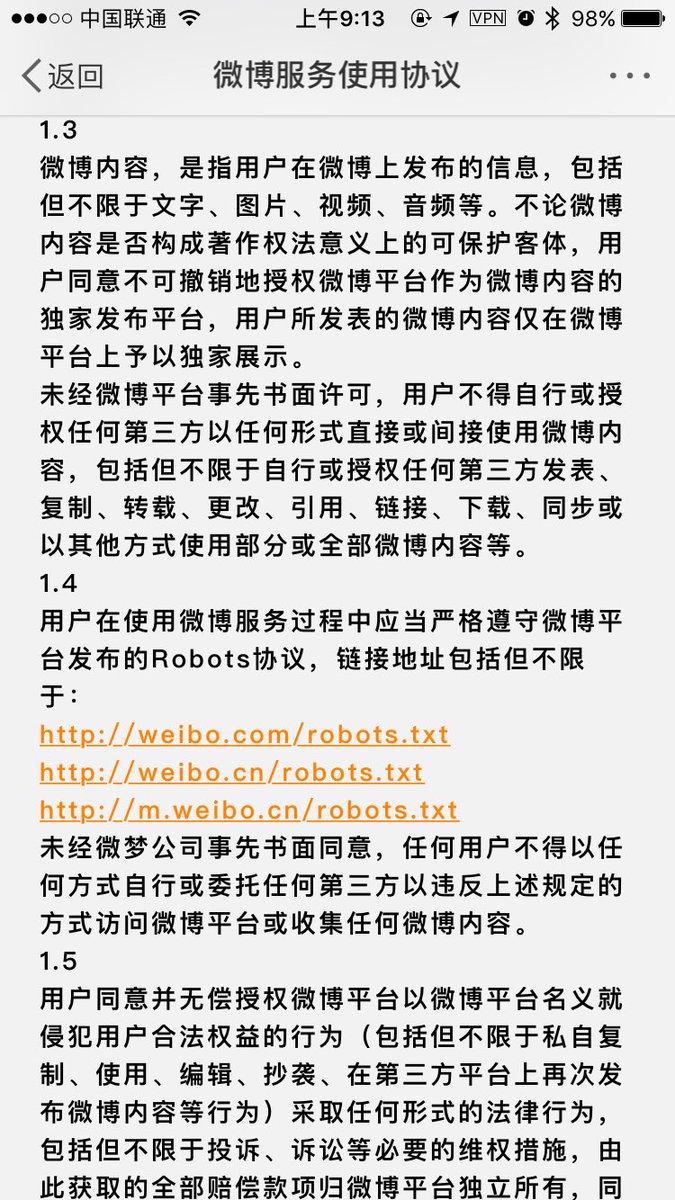 中国联通 上午9:13 VPN 98%
返回 微博服务使用协议
1.3
微博内容，是指用户在微博上发布的信息，包括
但不限于文字、图片、视频、音频等。不论微博
内容是否构成著作权法意义上的可保护客体，用
户同意不可撤销地授权微博平台作为微博内容的
独家发布平台，用户所发表的微博内容仅在微博
平台上予以独家展示。
未经微博平台事先书面许可，用户不得自行或授
权任何第三方以任何形式直接或间接使用微博内
容，包括但不限于自行或授权任何第三方发表、
复制、转载、更改、引用、链接、下载、同步或
以其他方式使用部分或全部微博内容等。
1.4
用户在使用微博服务过程中应当严格遵守微博平
台发布的Robots协议，链接地址包括但不限
于：
http://weibo.com/robots.txt
http://weibo.cn/robots.txt
http://m.weibo.cn/robots.txt
未经微梦公司事先书面同意，任何用户不得以任
何方式自行或委托任何第三方以违反上述规定的
方式访问微博平台或收集任何微博内容。
1.5
用户同意并无偿授权微博平台以微博平台名义就
侵犯用户合法权益的行为（包括但不限于私自复
制、使用、编辑、抄袭、在第三方平台上再次发
布微博内容等行为）采取任何形式的法律行为，
包括但不限于投诉、诉讼等必要的维权措施，由
此获取的全部赔偿款项归微博平台独立所有，同